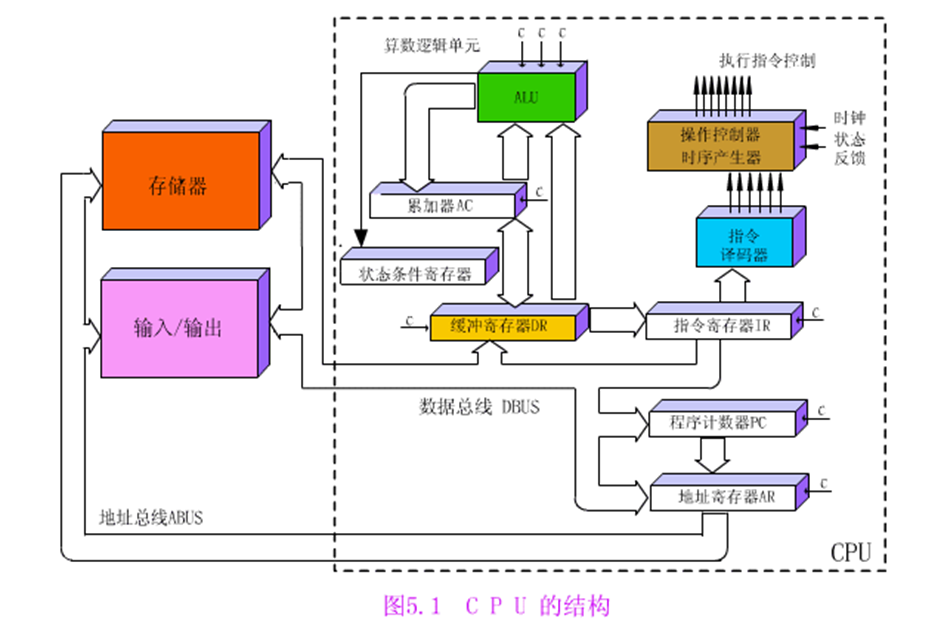 算数逻辑单元
C C C
ALU
执行指令控制
操作控制器
时序产生器
时钟
状态
反馈
存储器
累加器AC
C
指令
译码器
状态条件寄存器
输入/输出
C
缓冲寄存器DR
指令寄存器IR
C
数据总线 DBUS
程序计数器PC
C
地址寄存器AR
C
地址总线ABUS
CPU
图5.1 C P U 的结构